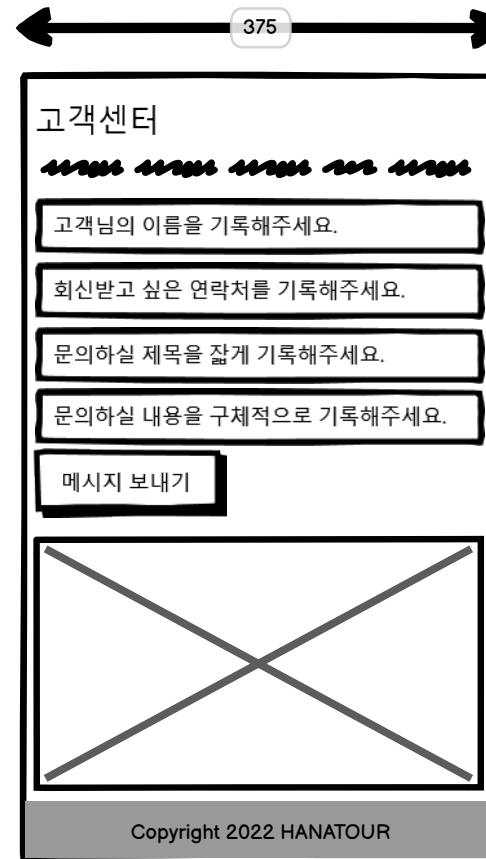 375
고객센터
고객님의 이름을 기록해주세요.
회신받고 싶은 연락처를 기록해주세요.
문의하실 제목을 잛게 기록해주세요.
문의하실 내용을 구체적으로 기록해주세요.
메시지 보내기
Copyright 2022 HANATOUR